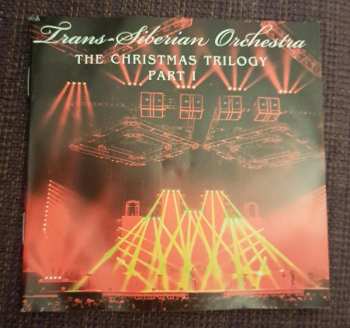 Trans-Siberian Orchestra
THE CHRISTMAS TRILOGY
PART I